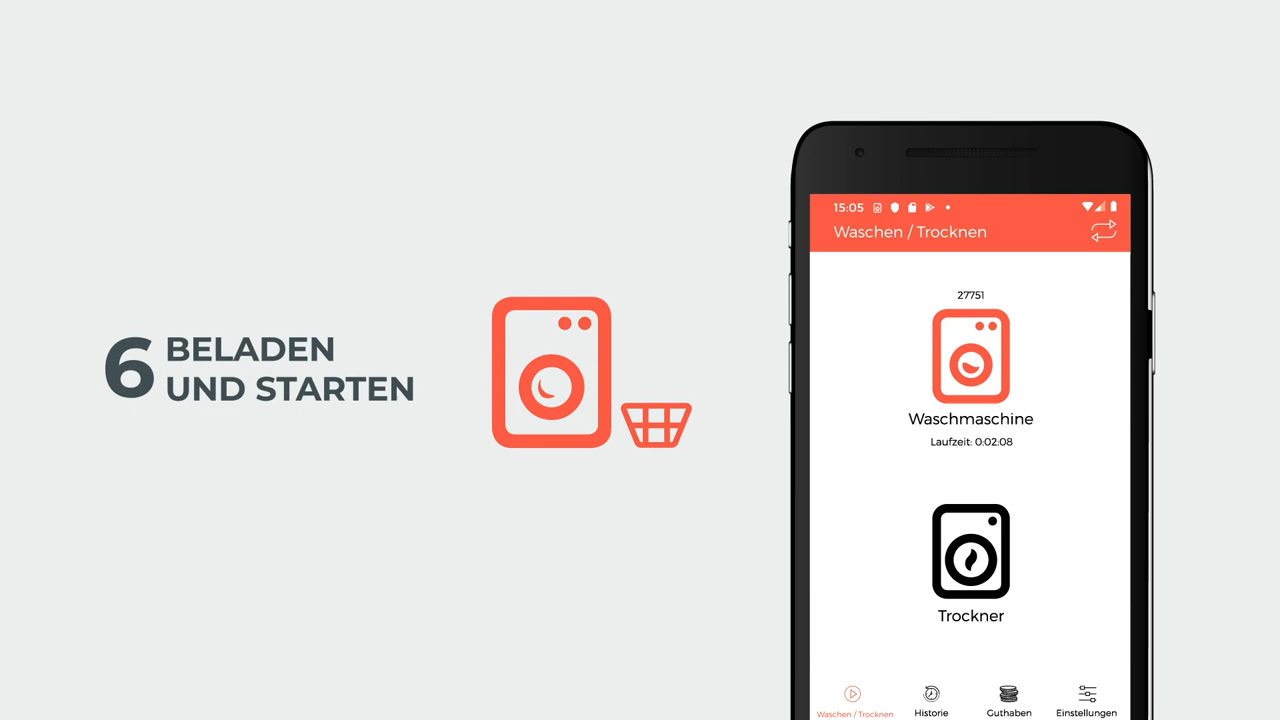 6 BELADEN
UND STARTEN
15:05
Waschen / Trocknen
27751
Waschmaschine
Laufzeit: 0:02:08
Trockner
Waschen / Trocknen
Historie
Guthaben
Einstellungen